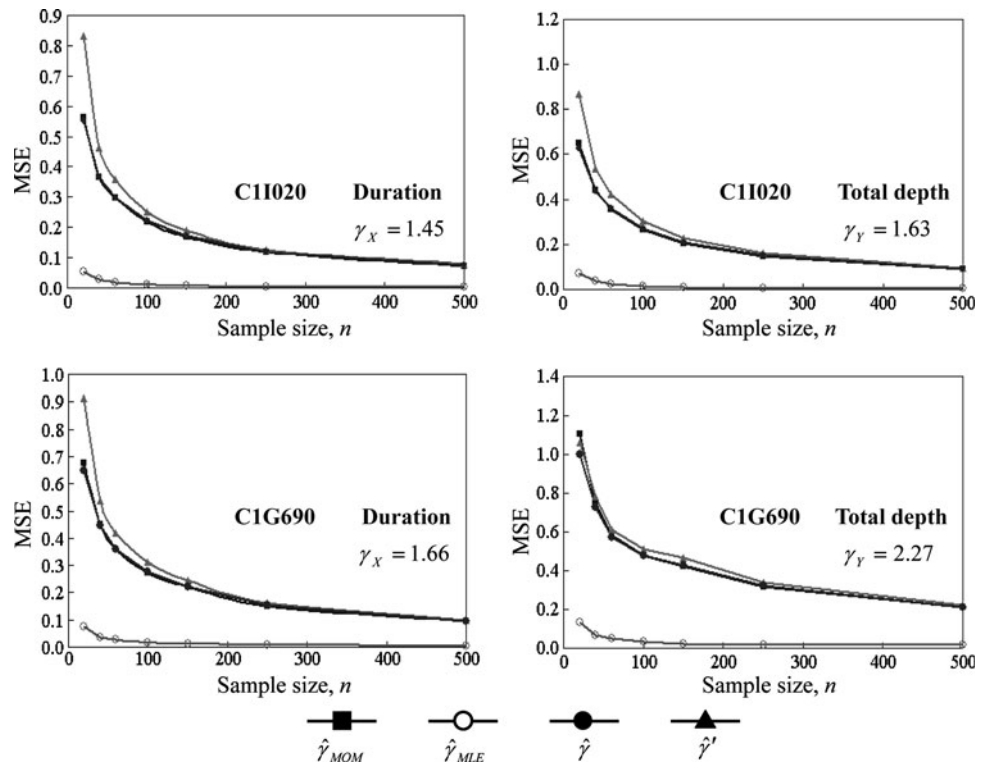 0.9
0.8
0.7
0.6
0.5
0.4
0.3
0.2
0.1
0.0
MSE
C1I020 Duration
γ_X = 1.45
0 100 200 300 400 500
Sample size, n
1.2
1.0
0.8
0.6
0.4
0.2
0.0
MSE
C1I020 Total depth
γ_Y = 1.63
0 100 200 300 400 500
Sample size, n
1.0
0.9
0.8
0.7
0.6
0.5
0.4
0.3
0.2
0.1
0.0
MSE
C1G690 Duration
γ_X = 1.66
0 100 200 300 400 500
Sample size, n
1.4
1.2
1.0
0.8
0.6
0.4
0.2
0.0
MSE
C1G690 Total depth
γ_Y = 2.27
0 100 200 300 400 500
Sample size, n
γ̂_MOM γ̂_MLE γ̂ γ̂′